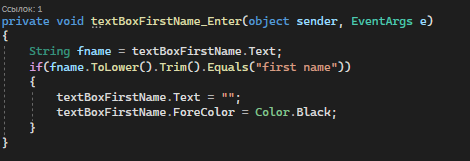 Ссылок: 1
private void textBoxFirstName_Enter(object sender, EventArgs e)
{
    String fname = textBoxFirstName.Text;
    if(fname.ToLower().Trim().Equals("first name"))
    {
        textBoxFirstName.Text = "";
        textBoxFirstName.ForeColor = Color.Black;
    }
}